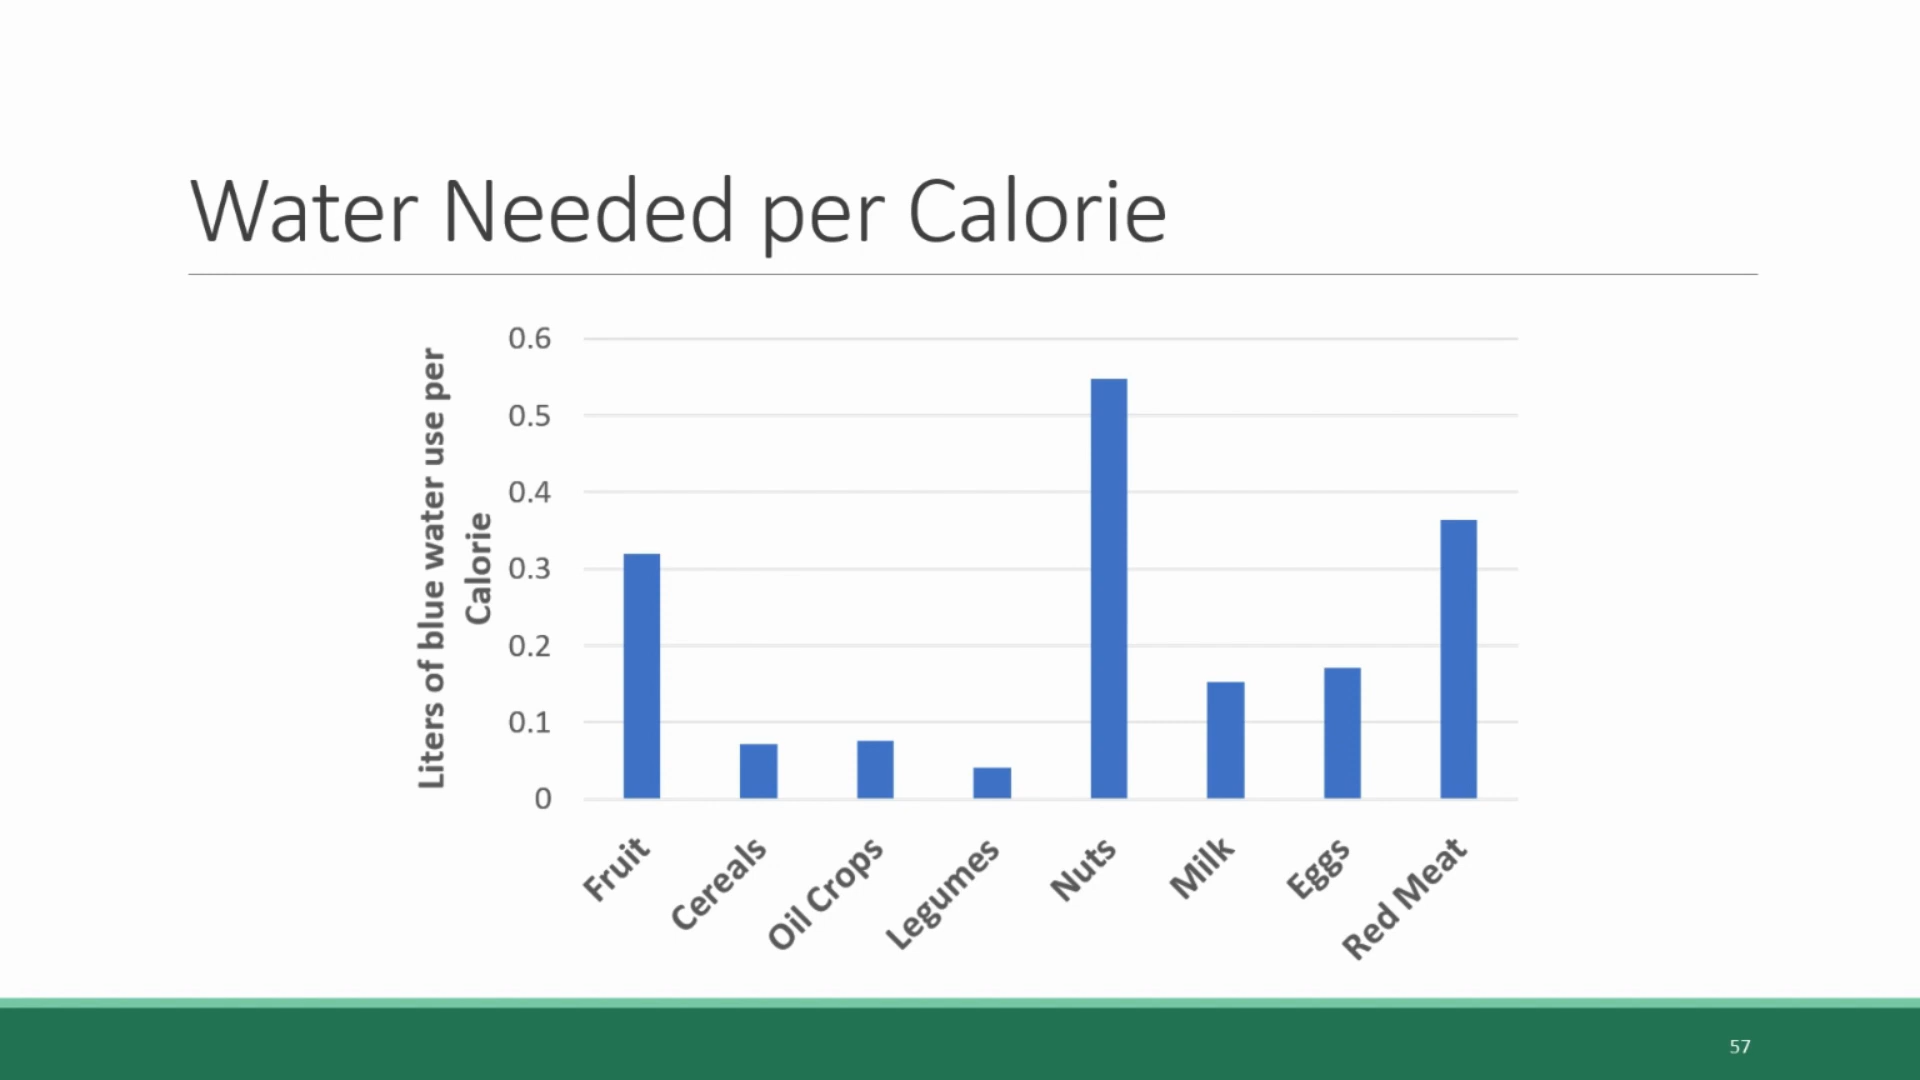 Water Needed per Calorie
Liters of blue water use per
Calorie
0.6
0.5
0.4
0.3
0.2
0.1
0
Fruit
Cereals
Oil Crops
Legumes
Nuts
Milk
Eggs
Red Meat
57